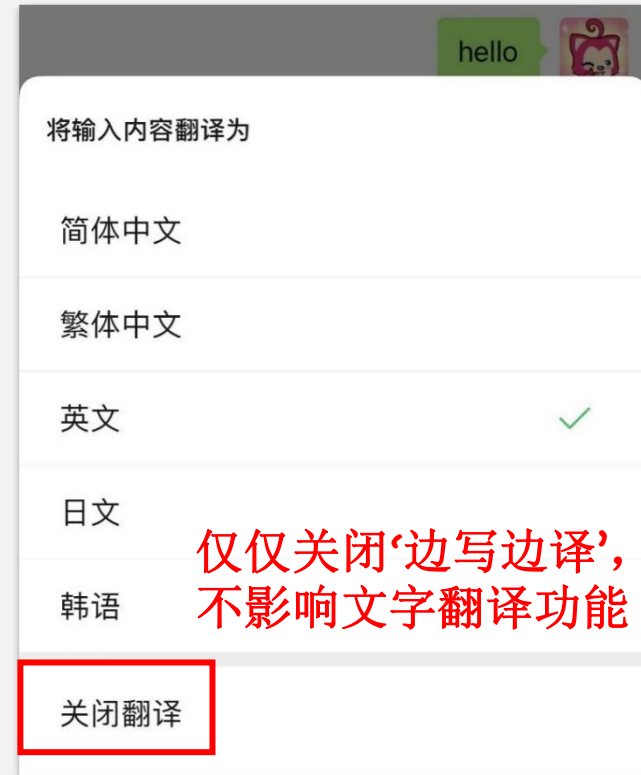 hello
将输入内容翻译为
简体中文
繁体中文
英文
日文
韩语
仅仅关闭‘边写边译’，
不影响文字翻译功能
关闭翻译